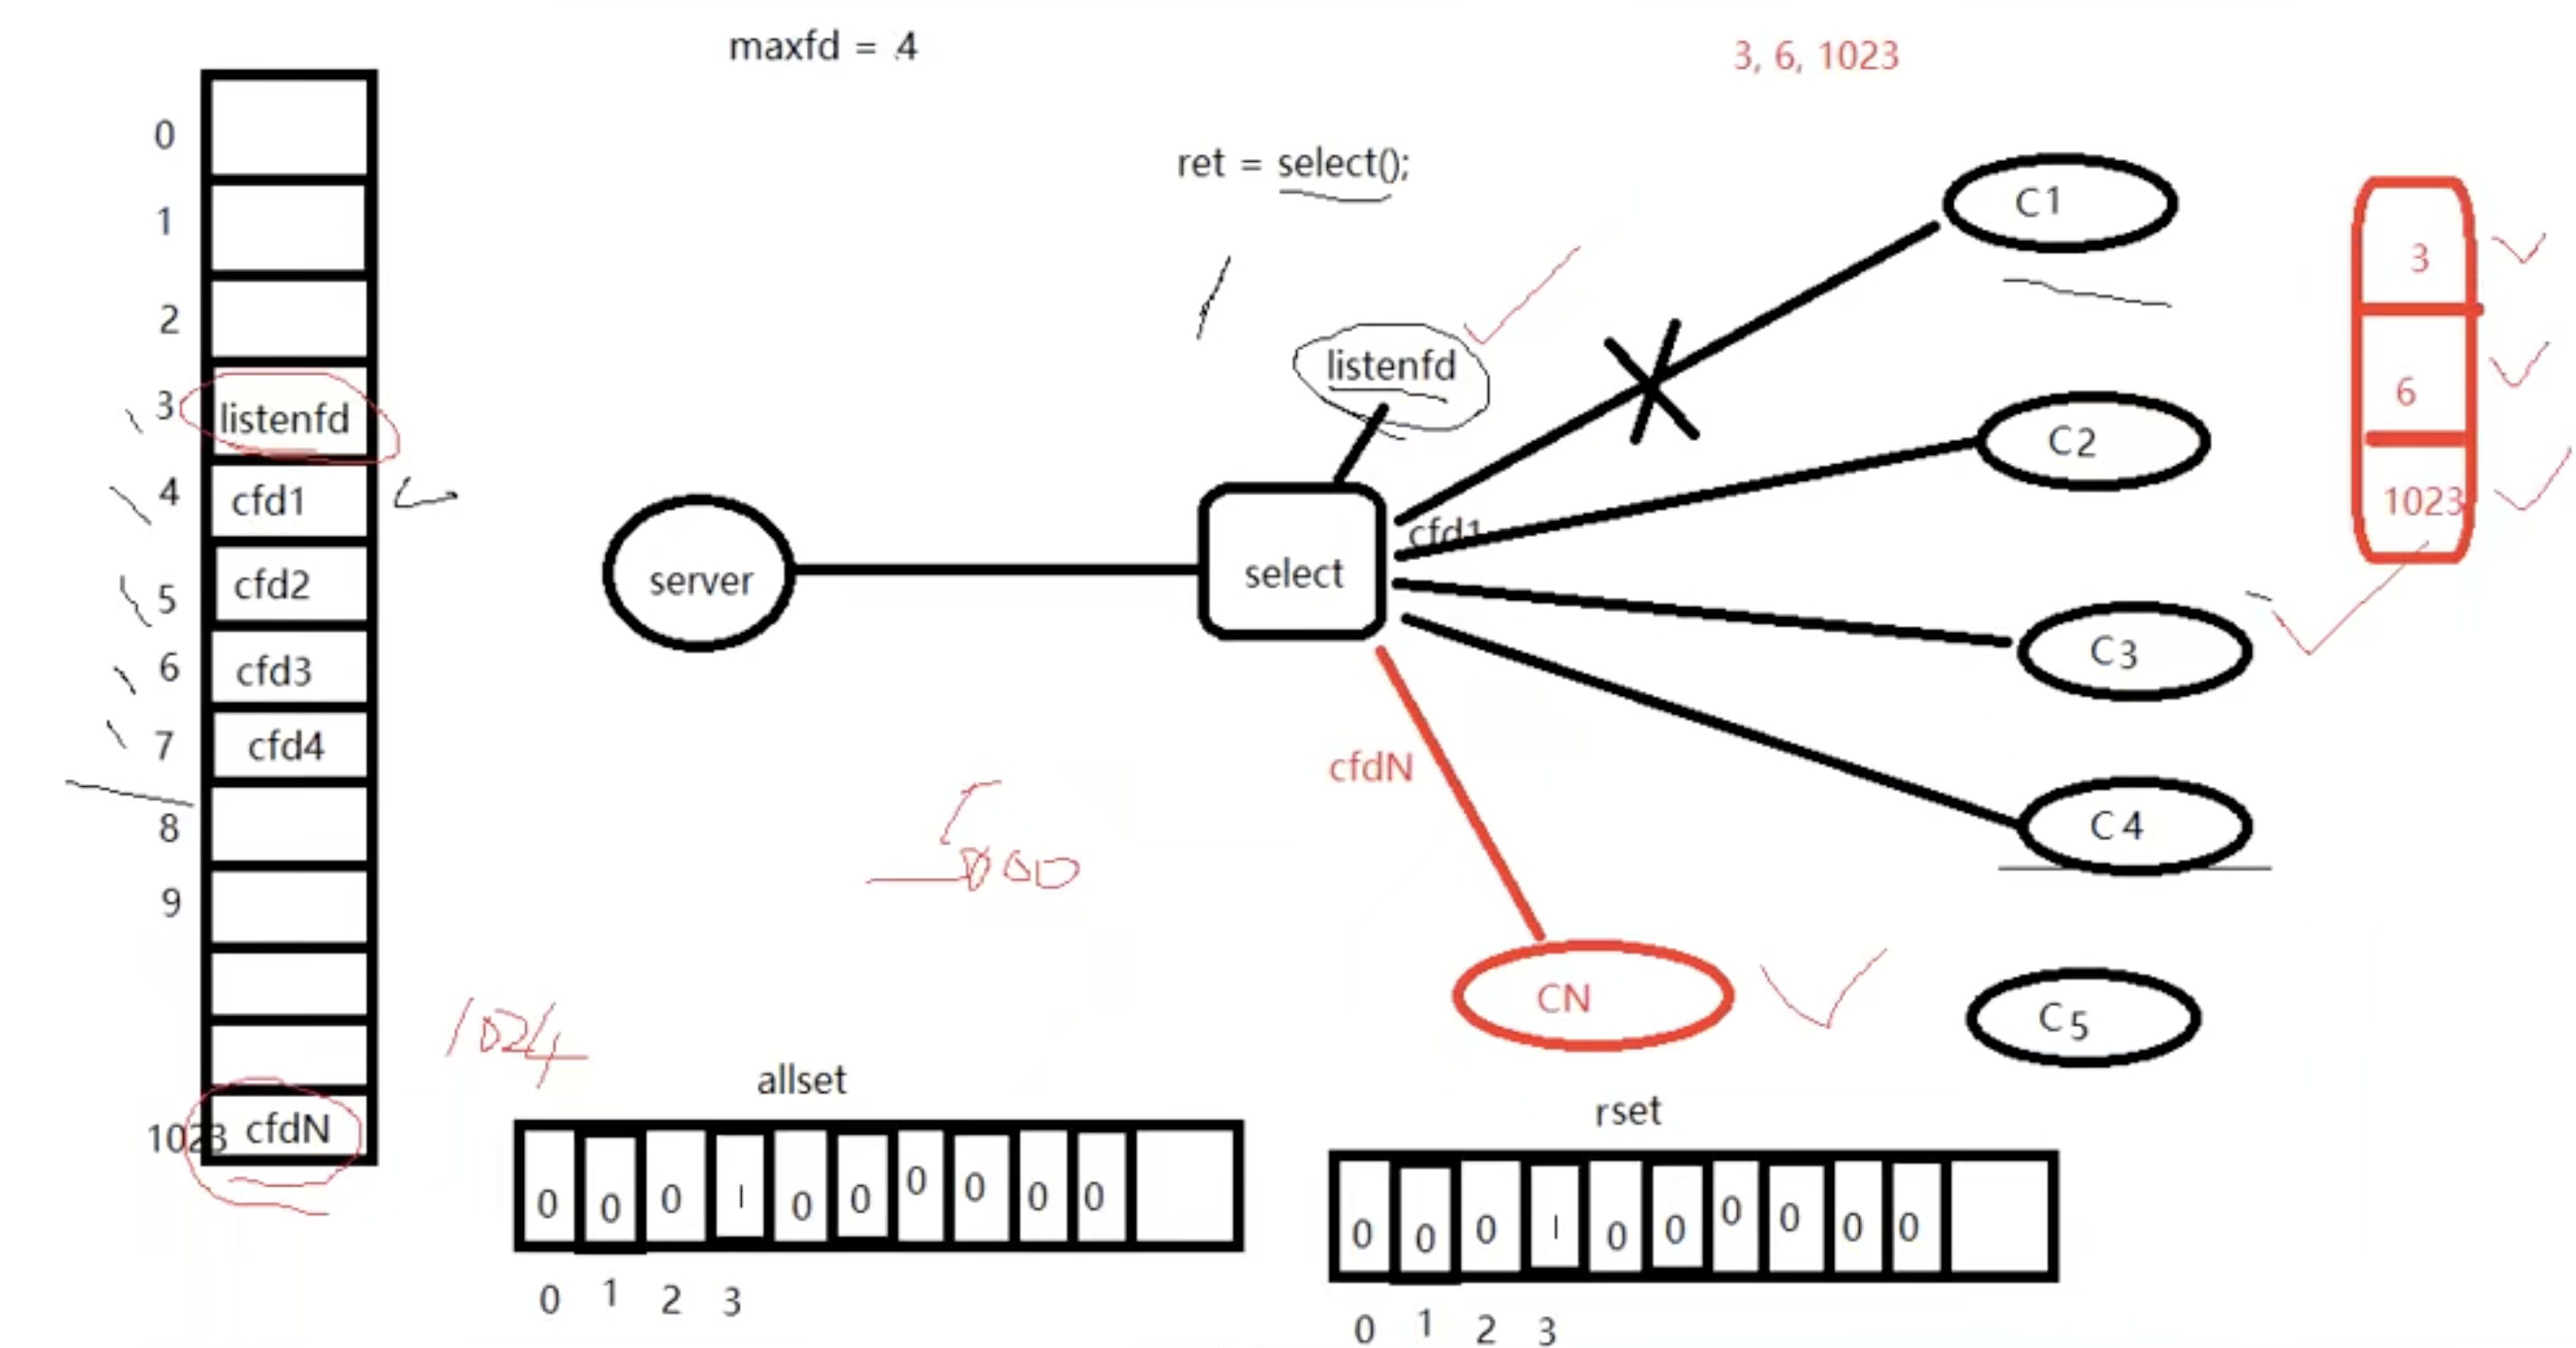 maxfd = 4
3, 6, 1023
ret = select();
0
1
2
3 listenfd
4 cfd1
5 cfd2
6 cfd3
7 cfd4
8
9
1023 cfdN
1024
server
listenfd
select
cfd1
cfdN
C1
C2
C3
C4
CN
C5
3
6
1023
allset
0 0 0 1 0 0 0 0 0 0
0 1 2 3
rset
0 0 0 1 0 0 0 0 0 0
0 1 2 3